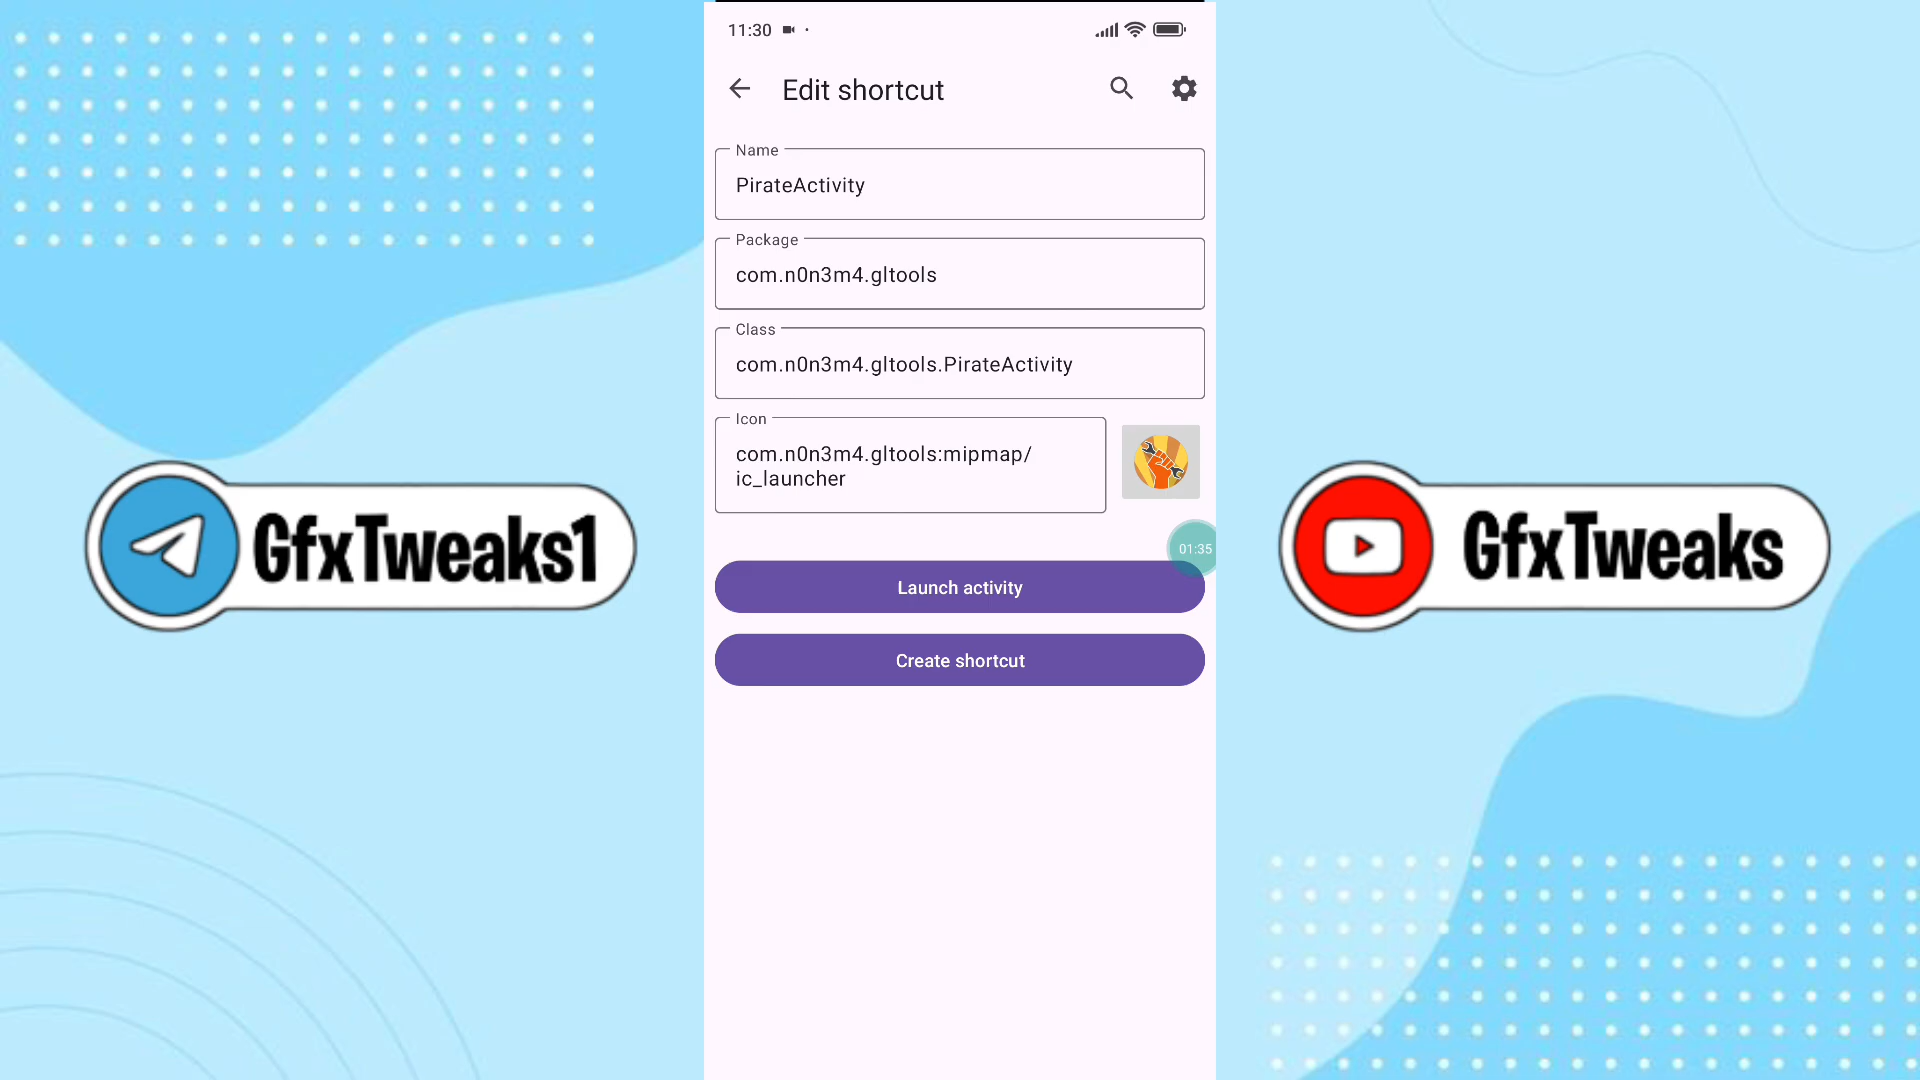 11:30
Edit shortcut
Name
PirateActivity
Package
com.n0n3m4.gltools
Class
com.n0n3m4.gltools.PirateActivity
Icon
com.n0n3m4.gltools:mipmap/
ic_launcher
01:35
Launch activity
Create shortcut
GfxTweaks1
GfxTweaks